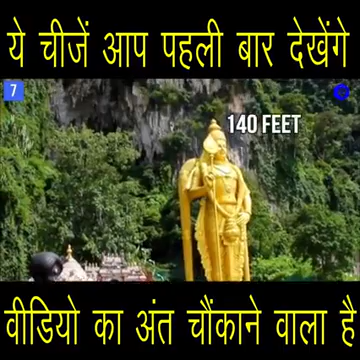 ये चीजें आप पहली बार देखेंगे
7
140 FEET
वीडियो का अंत चौंकाने वाला है